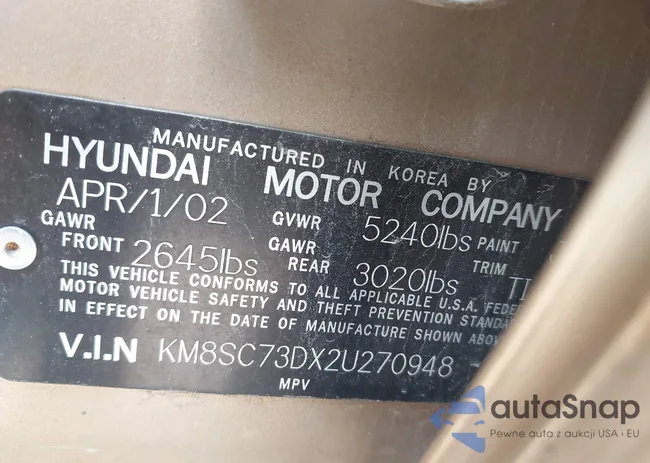 MANUFACTURED IN KOREA BY
HYUNDAI MOTOR COMPANY
APR/1/02 GVWR 5240lbs PAINT
GAWR FRONT 2645lbs GAWR REAR 3020lbs TRIM
THIS VEHICLE CONFORMS TO ALL APPLICABLE U.S.A.
MOTOR VEHICLE SAFETY AND THEFT PREVENTION
IN EFFECT ON THE DATE OF MANUFACTURE SHOWN
V.I.N KM8SC73DX2U270948
MPV
autaSnap
Pewne auta z aukcji USA i EU